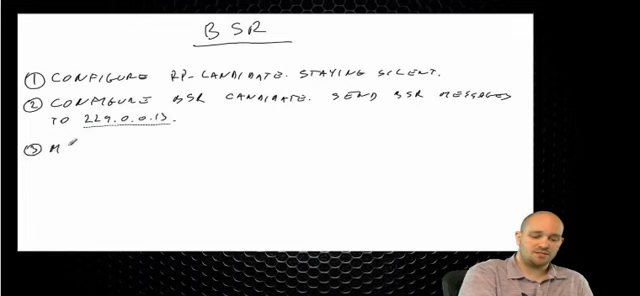 BSR
① CONFIGURE RP-CANDIDATE. STAYING SILENT.
② CONFIGURE BSR CANDIDATE. SEND BSR MESSAGES
TO 224.0.0.13.
③ M